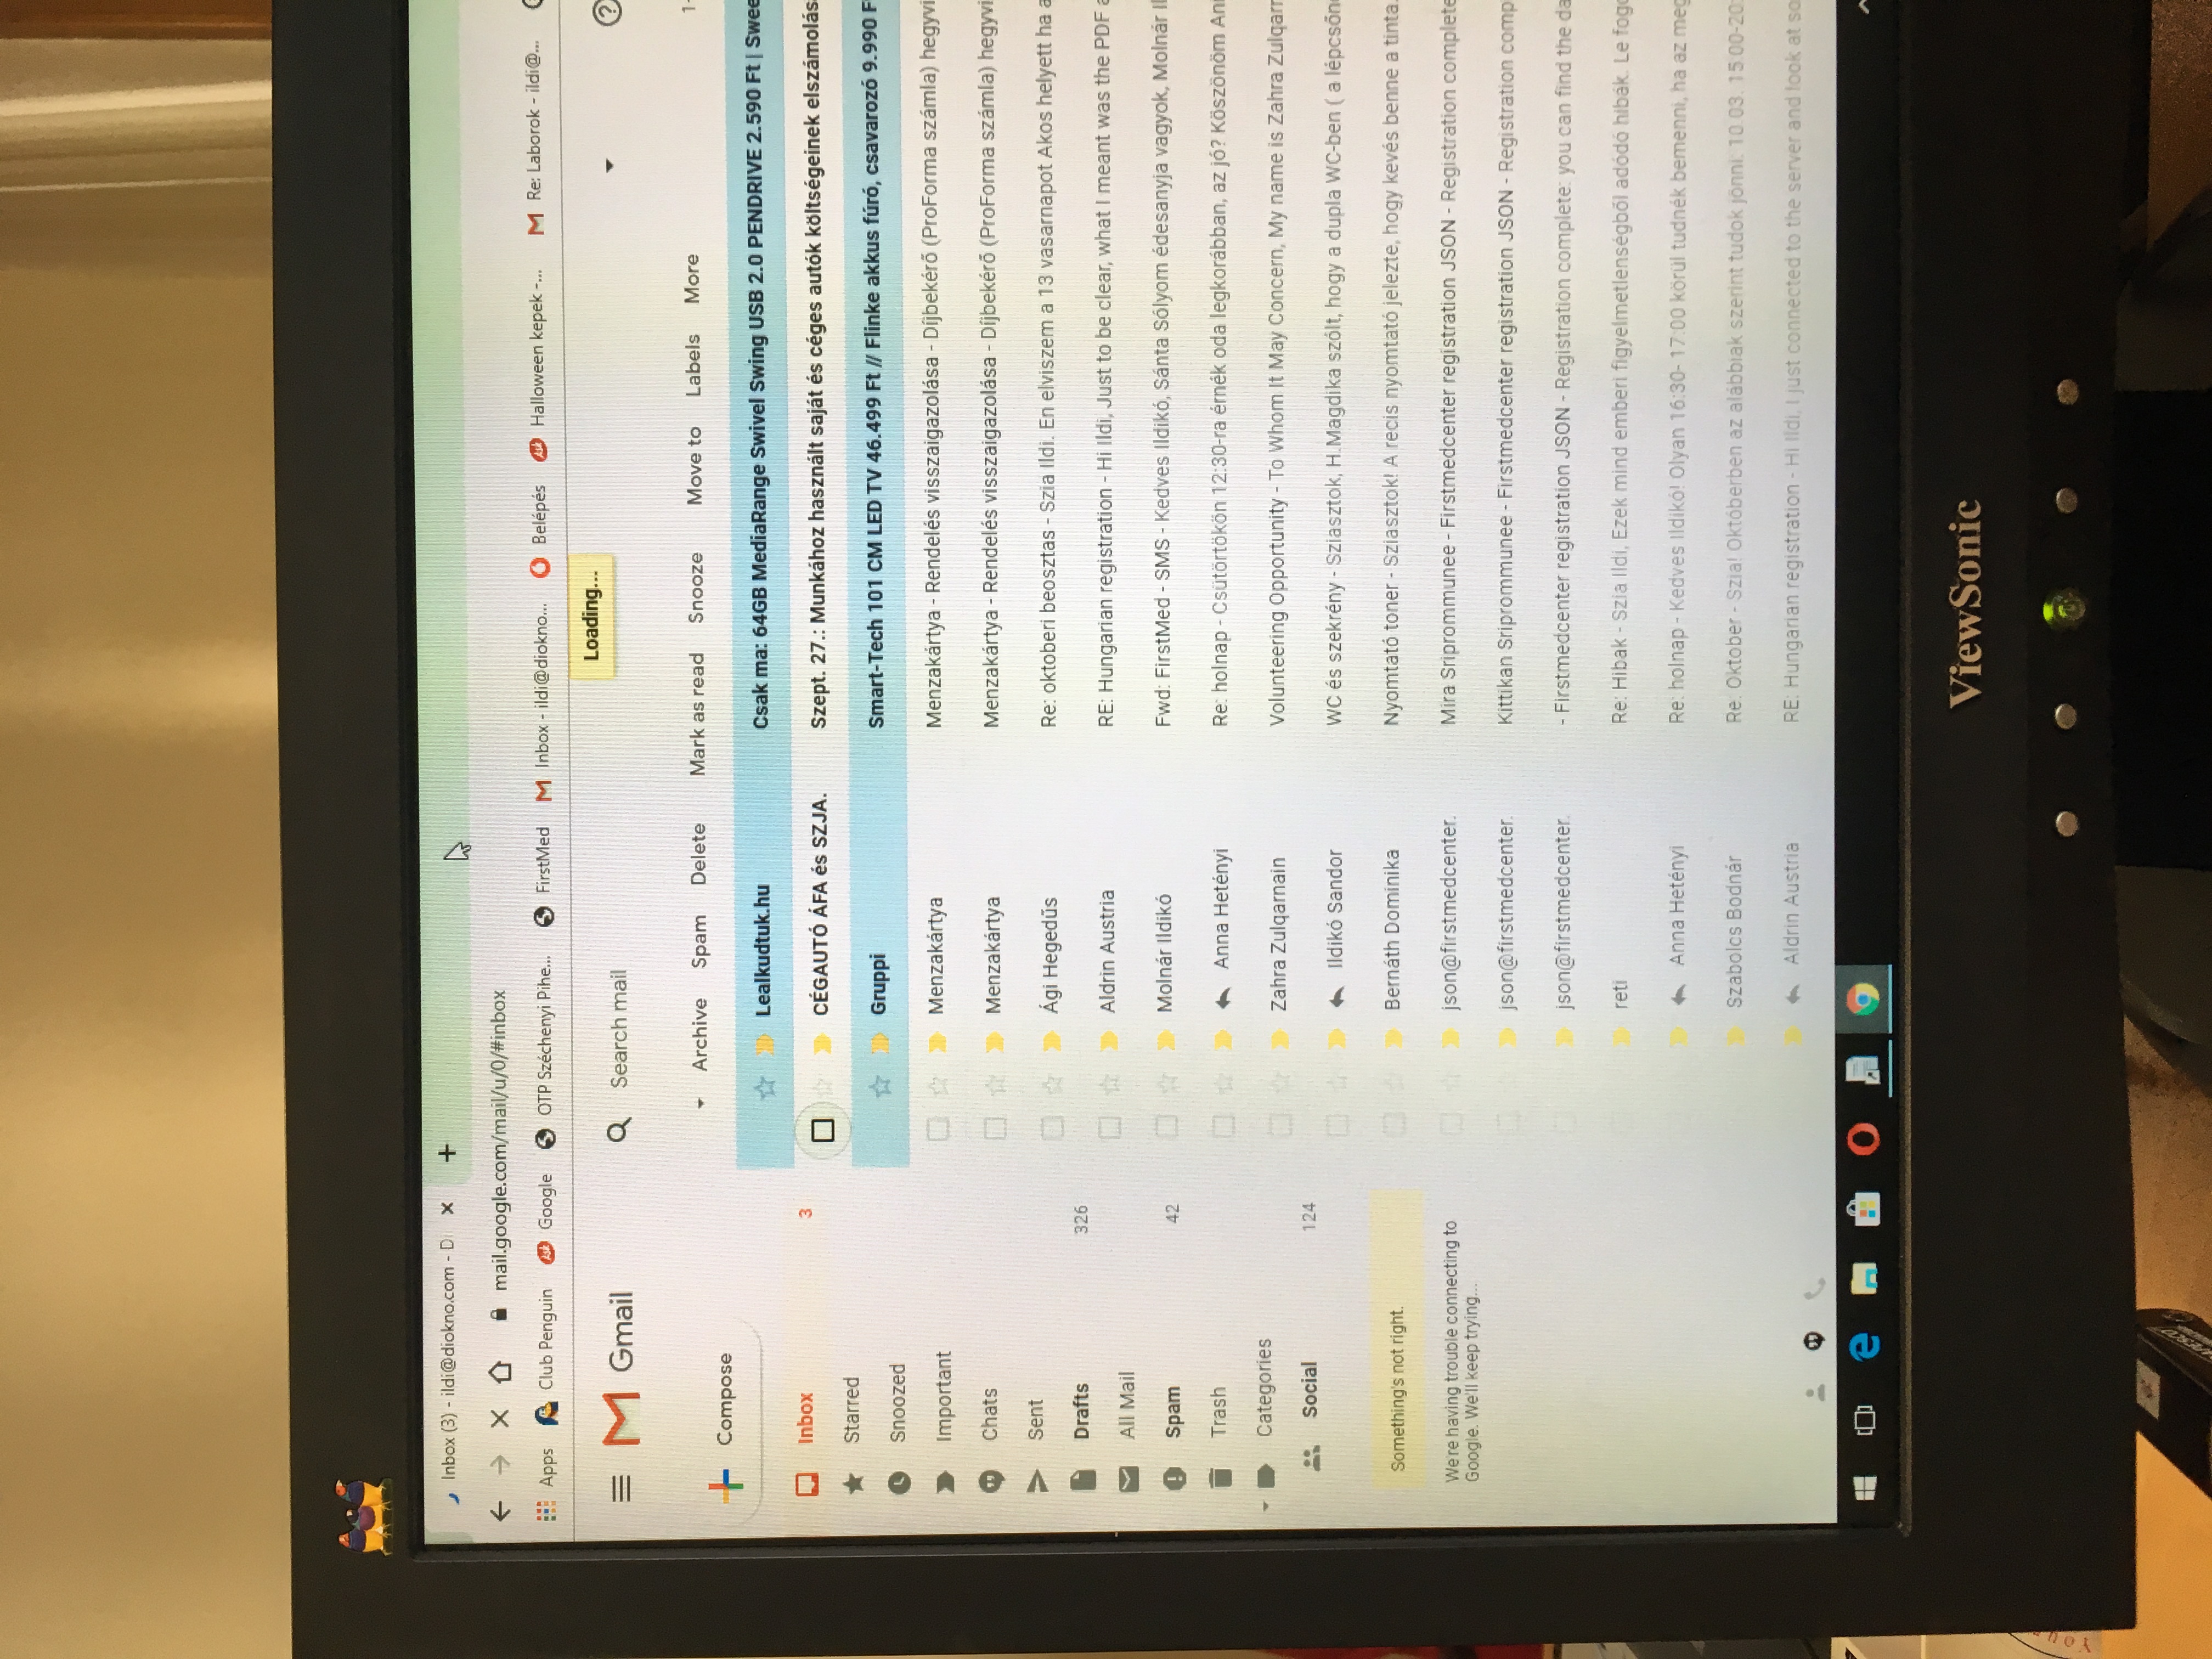 Inbox (3) - ildi@diokno.com - D
mail.google.com/mail/u/0/#inbox
Apps Club Penguin Ask Google OTP Széchenyi Pihe... FirstMed Inbox - ildi@diokno... Belépés Ask Halloween kepek -... Re: Laborok - ildi@...
Loading...
Gmail Search mail
Archive Spam Delete Mark as read Snooze Move to Labels More 1-
Compose
Inbox 3
Starred
Snoozed
Important
Chats
Sent
Drafts 326
All Mail
Spam 42
Trash
Categories
Social 124
Something's not right.
We're having trouble connecting to
Google. We'll keep trying...
Lealkudtuk.hu Csak ma: 64GB MediaRange Swivel Swing USB 2.0 PENDRIVE 2.590 Ft | Swee
CÉGAUTÓ ÁFA és SZJA. Szept. 27.: Munkához használt saját és céges autók költségeinek elszámolás
Gruppi Smart-Tech 101 CM LED TV 46.499 Ft // Flinke akkus fúró, csavarozó 9.990 F
Menzakártya Menzakártya - Rendelés visszaigazolása - Díjbekérő (ProForma számla) hegyvi
Menzakártya Menzakártya - Rendelés visszaigazolása - Díjbekérő (ProForma számla) hegyvi
Ági Hegedűs Re: oktoberi beosztas - Szia Ildi. En elviszem a 13 vasarnapot Akos helyett ha a
Aldrin Austria RE: Hungarian registration - Hi Ildi, Just to be clear, what I meant was the PDF a
Molnár Ildikó Fwd: FirstMed - SMS - Kedves Ildikó, Sánta Sólyom édesanyja vagyok, Molnár Il
Anna Hetényi Re: holnap - Csütörtökön 12:30-ra érnék oda legkorábban, az jó? Köszönöm An
Zahra Zulqarnain Volunteering Opportunity - To Whom It May Concern, My name is Zahra Zulqarn
Ildikó Sandor WC és szekrény - Sziasztok, H.Magdika szólt, hogy a dupla WC-ben ( a lépcsőn
Bernáth Dominika Nyomtató toner - Sziasztok! A recis nyomtató jelezte, hogy kevés benne a tinta.
json@firstmedcenter. Mira Sriprommunee - Firstmedcenter registration JSON - Registration complete
json@firstmedcenter. Kittikan Sriprommunee - Firstmedcenter registration JSON - Registration comp
json@firstmedcenter. - Firstmedcenter registration JSON - Registration complete: you can find the da
reti Re: Hibak - Szia Ildi, Ezek mind emberi figyelmetlenségből adódó hibák. Le fogo
Anna Hetényi Re: holnap - Kedves Ildikó! Olyan 16:30- 17:00 körül tudnék bemenni, ha az meg
Szabolcs Bodnár Re: Oktober - Szia! Októberben az alábbiak szerint tudok jönni: 10.03. 15:00-20:
Aldrin Austria RE: Hungarian registration - Hi Ildi, I just connected to the server and look at so
ViewSonic